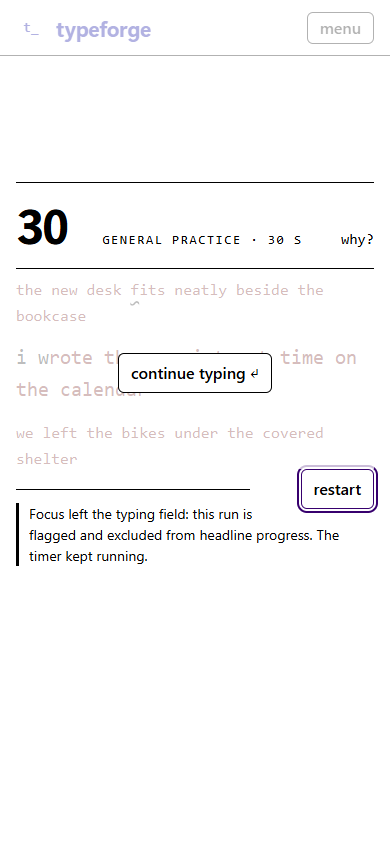 t_ typeforge menu
30 GENERAL PRACTICE · 30 S why?
the new desk fits neatly beside the
bookcase
i wrote time on
the calendar
continue typing ↵
we left the bikes under the covered
shelter
restart
Focus left the typing field: this run is
flagged and excluded from headline progress. The
timer kept running.